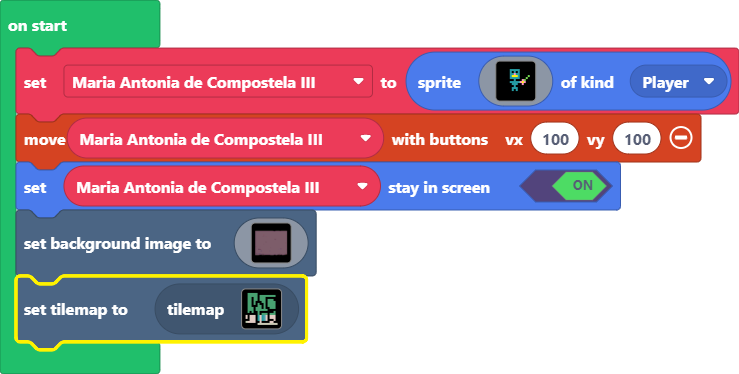 on start
set Maria Antonia de Compostela III to sprite of kind Player
move Maria Antonia de Compostela III with buttons vx 100 vy 100
set Maria Antonia de Compostela III stay in screen ON
set background image to
set tilemap to tilemap